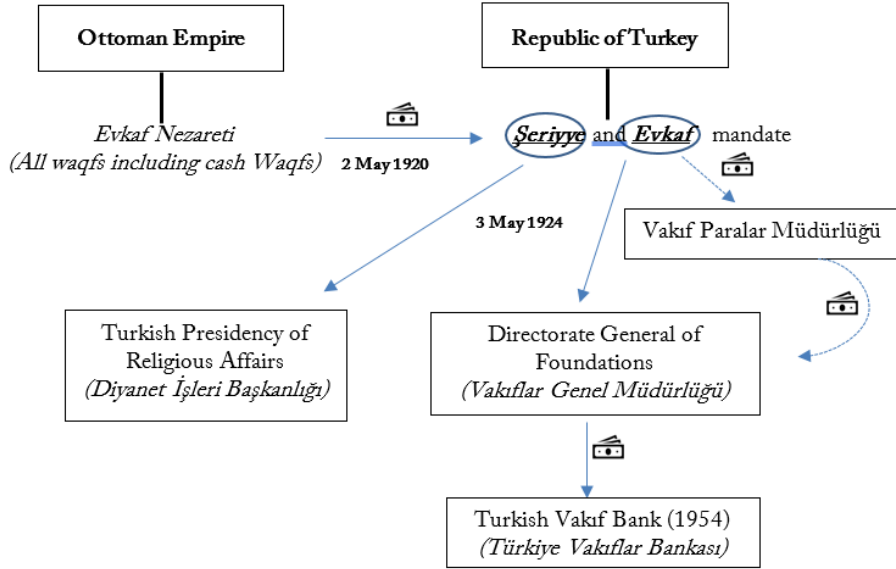 Ottoman Empire
Republic of Turkey
Evkaf Nezareti
(All waqfs including cash Waqfs)
2 May 1920
Şeriyye and Evkaf mandate
3 May 1924
Vakıf Paralar Müdürlüğü
Turkish Presidency of
Religious Affairs
(Diyanet İşleri Başkanlığı)
Directorate General of
Foundations
(Vakıflar Genel Müdürlüğü)
Turkish Vakıf Bank (1954)
(Türkiye Vakıflar Bankası)